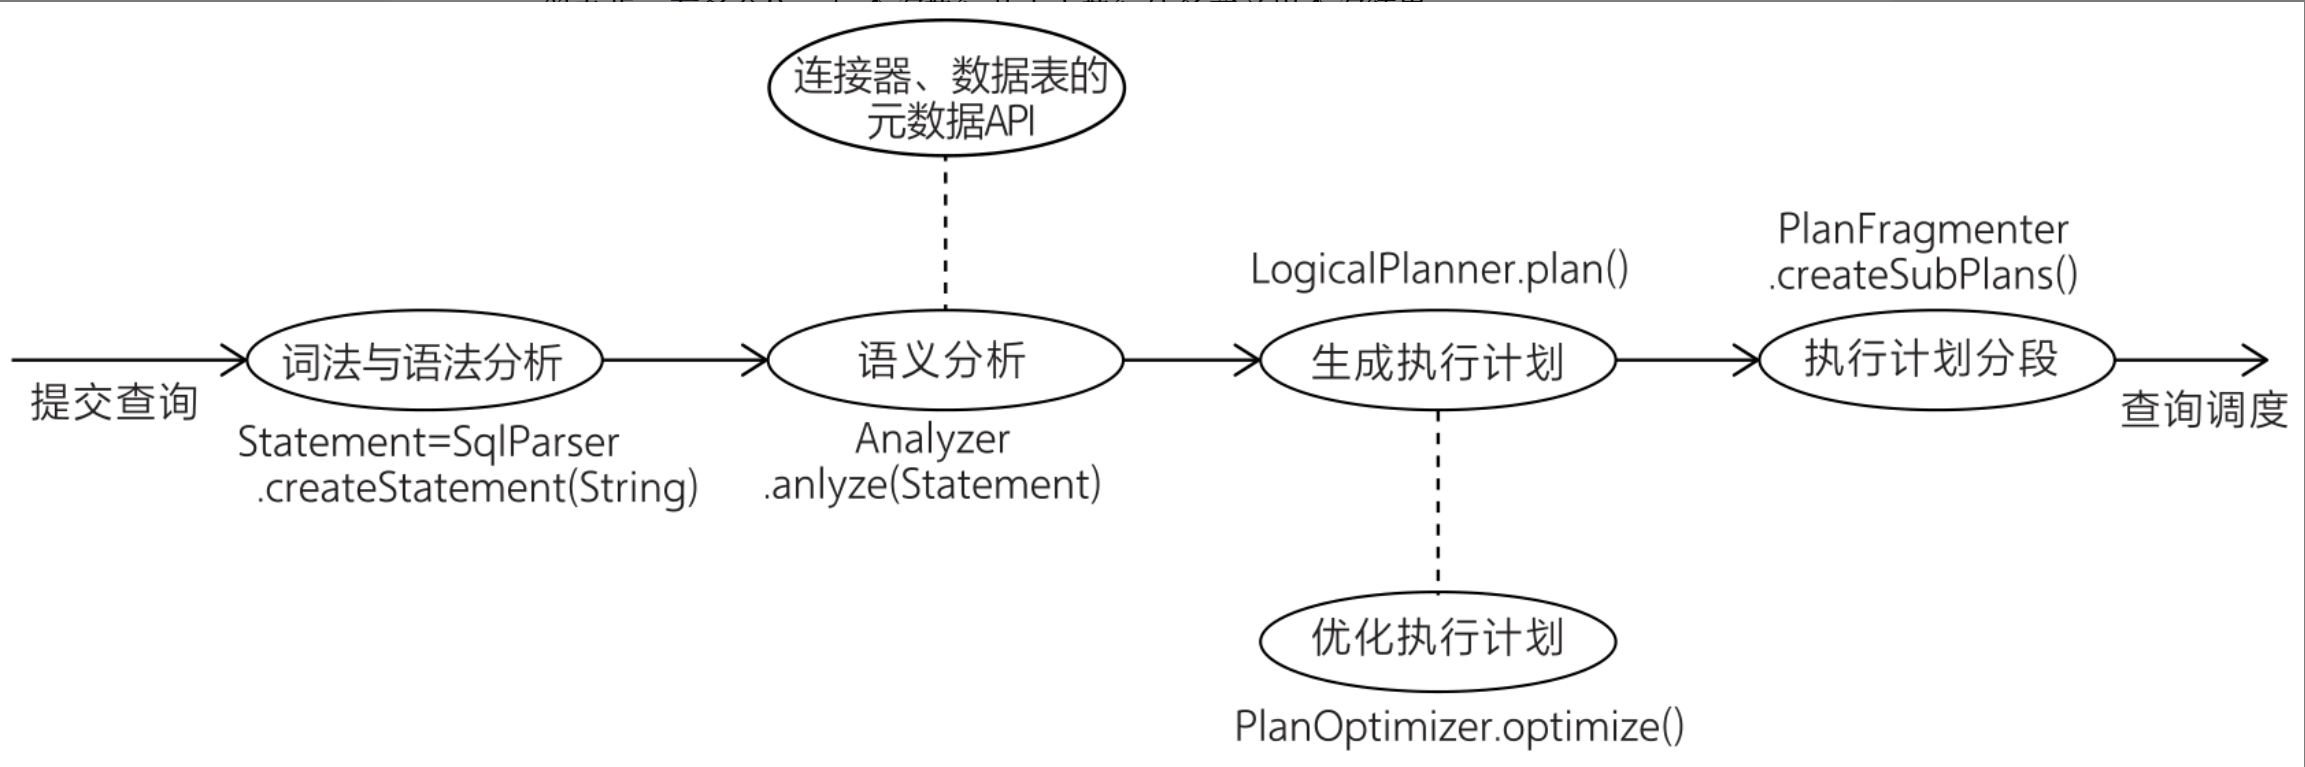 连接器、数据表的
元数据API
PlanFragmenter
.createSubPlans()
LogicalPlanner.plan()
提交查询
词法与语法分析
语义分析
生成执行计划
执行计划分段
查询调度
Statement=SqlParser
.createStatement(String)
Analyzer
.anlyze(Statement)
优化执行计划
PlanOptimizer.optimize()